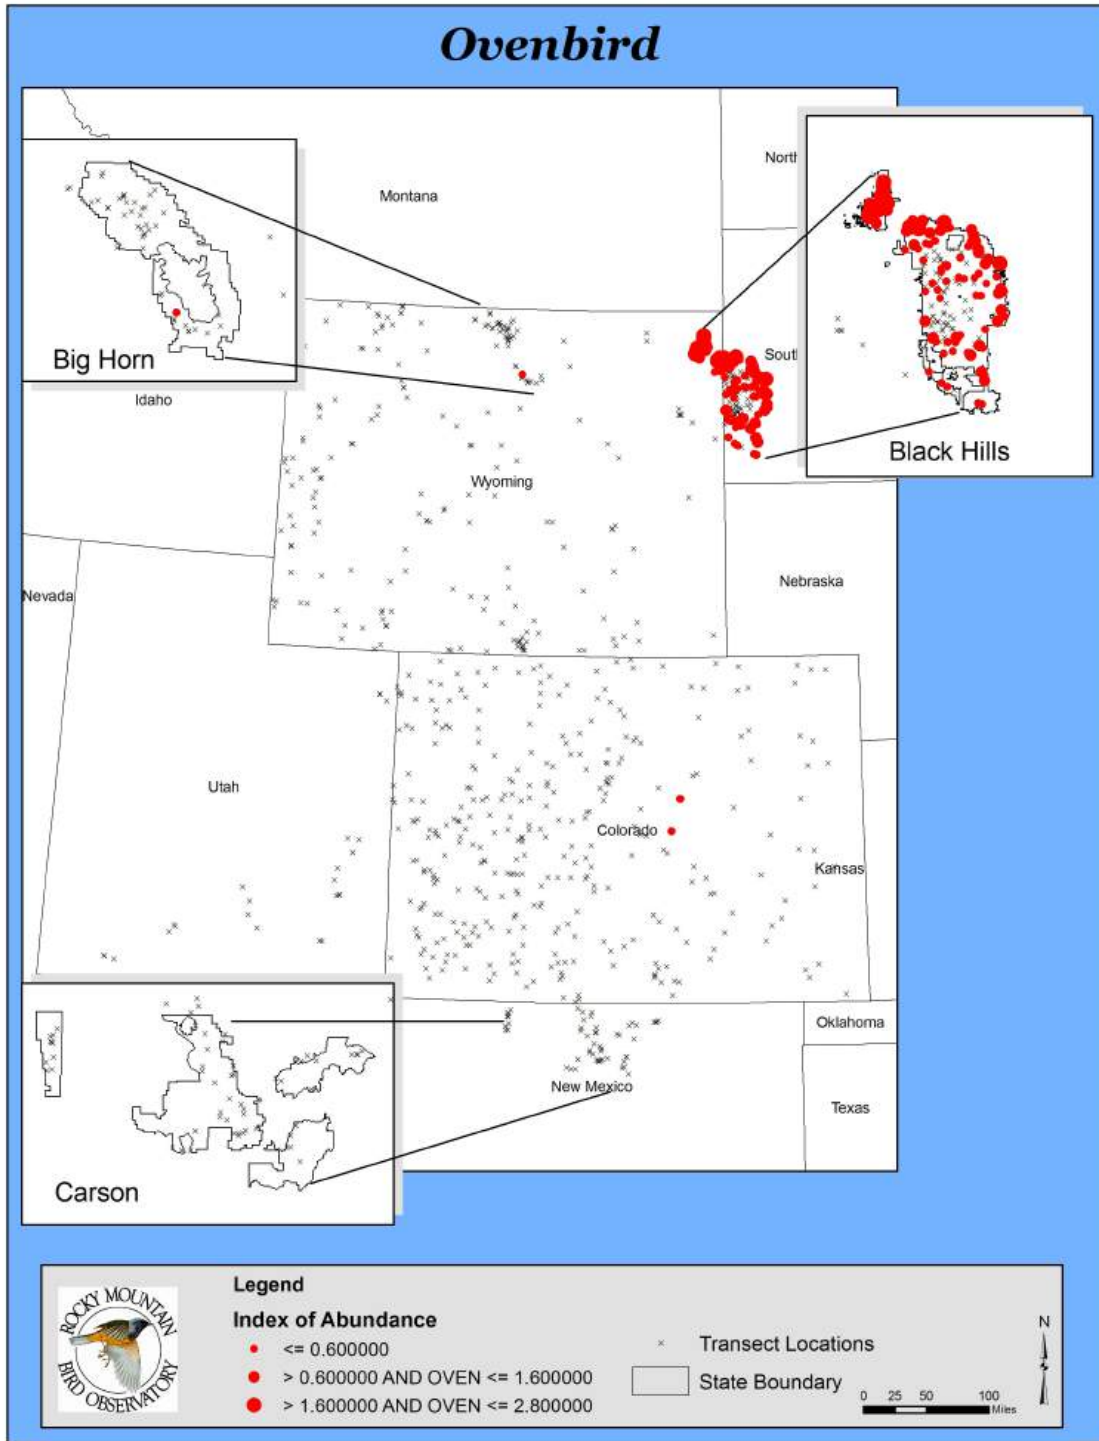 Ovenbird
Montana
North
South
Idaho
Wyoming
Nevada
Nebraska
Utah
Colorado
Kansas
Oklahoma
New Mexico
Texas
Big Horn
Black Hills
Carson
ROCKY MOUNTAIN
BIRD OBSERVATORY
Legend
Index of Abundance
<= 0.600000
> 0.600000 AND OVEN <= 1.600000
> 1.600000 AND OVEN <= 2.800000
Transect Locations
State Boundary
N
0 25 50 100
Miles